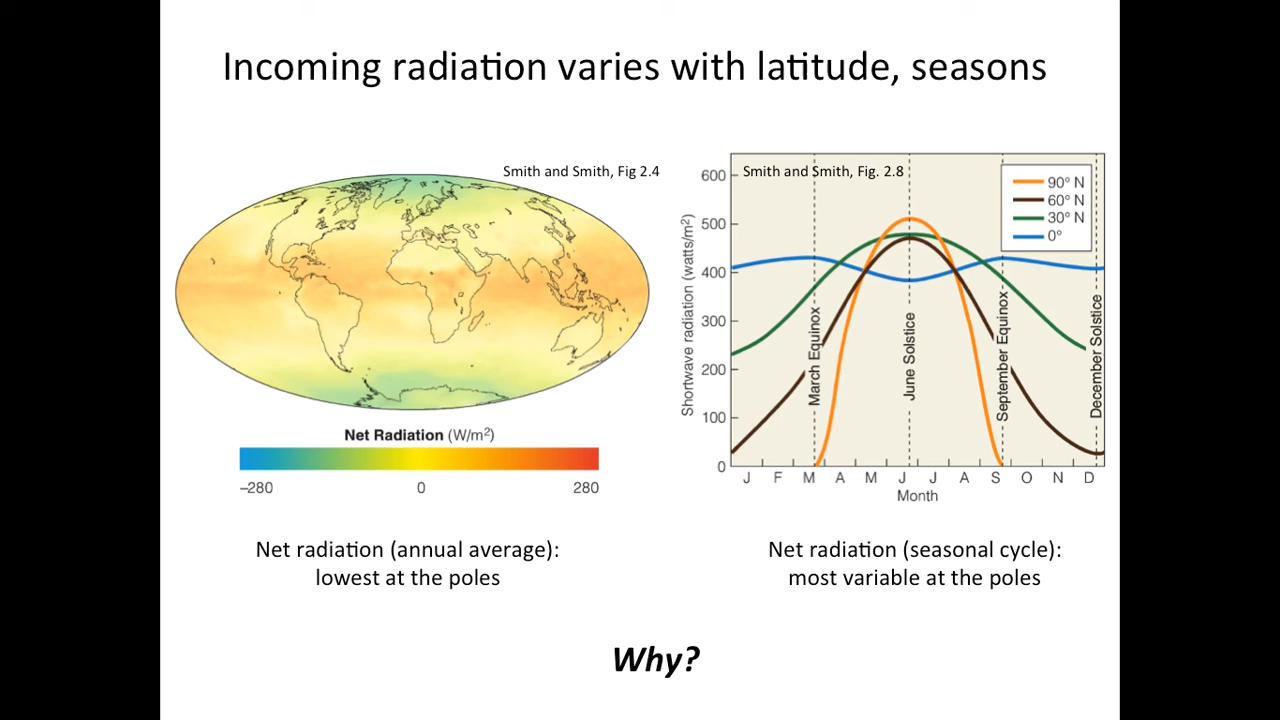 Incoming radiation varies with latitude, seasons
Smith and Smith, Fig 2.4
Net Radiation (W/m²)
–280
0
280
Net radiation (annual average):
lowest at the poles
Smith and Smith, Fig. 2.8
90° N
60° N
30° N
0°
Shortwave radiation (watts/m²)
600
500
400
300
200
100
0
March Equinox
June Solstice
September Equinox
December Solstice
J F M A M J J A S O N D
Month
Net radiation (seasonal cycle):
most variable at the poles
Why?